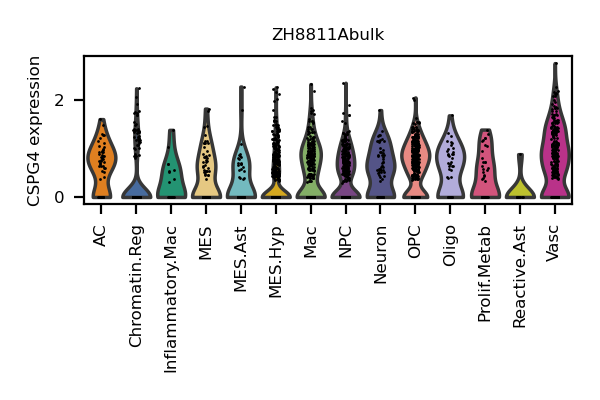 ZH8811Abulk
CSPG4 expression
2
0
AC
Chromatin.Reg
Inflammatory.Mac
MES
MES.Ast
MES.Hyp
Mac
NPC
Neuron
OPC
Oligo
Prolif.Metab
Reactive.Ast
Vasc